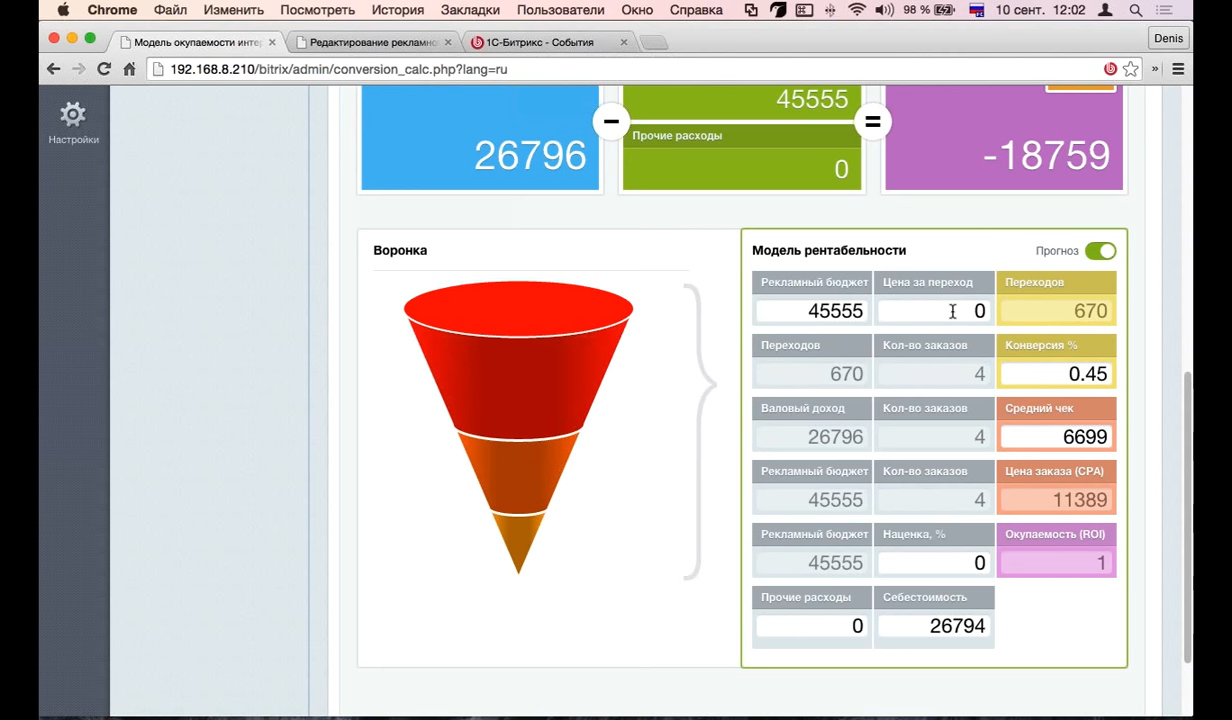 Chrome Файл Изменить Посмотреть История Закладки Пользователи Окно Справка 98 % 10 сент. 12:02
Модель окупаемости инте Редактирование рекламно 1С-Битрикс - События Denis
192.168.8.210/bitrix/admin/conversion_calc.php?lang=ru
Настройки
26796
45555
Прочие расходы
0
-18759
Воронка
Модель рентабельности Прогноз
Рекламный бюджет Цена за переход Переходов
45555 0 670
Переходов Кол-во заказов Конверсия %
670 4 0.45
Валовый доход Кол-во заказов Средний чек
26796 4 6699
Рекламный бюджет Кол-во заказов Цена заказа (CPA)
45555 4 11389
Рекламный бюджет Наценка, % Окупаемость (ROI)
45555 0 1
Прочие расходы Себестоимость
0 26794